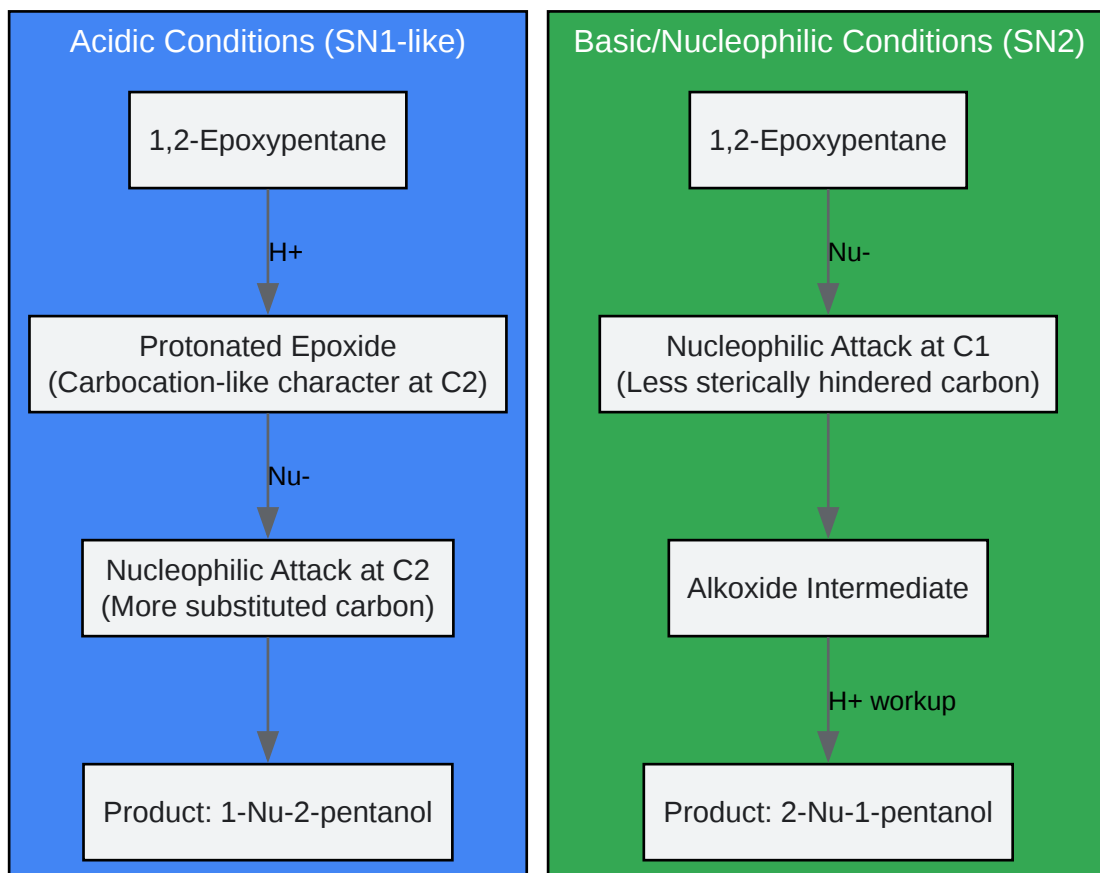 Acidic Conditions (SN1-like)
1,2-Epoxypentane
H+
Protonated Epoxide
(Carbocation-like character at C2)
Nu-
Nucleophilic Attack at C2
(More substituted carbon)
Product: 1-Nu-2-pentanol
Basic/Nucleophilic Conditions (SN2)
1,2-Epoxypentane
Nu-
Nucleophilic Attack at C1
(Less sterically hindered carbon)
Alkoxide Intermediate
H+ workup
Product: 2-Nu-1-pentanol